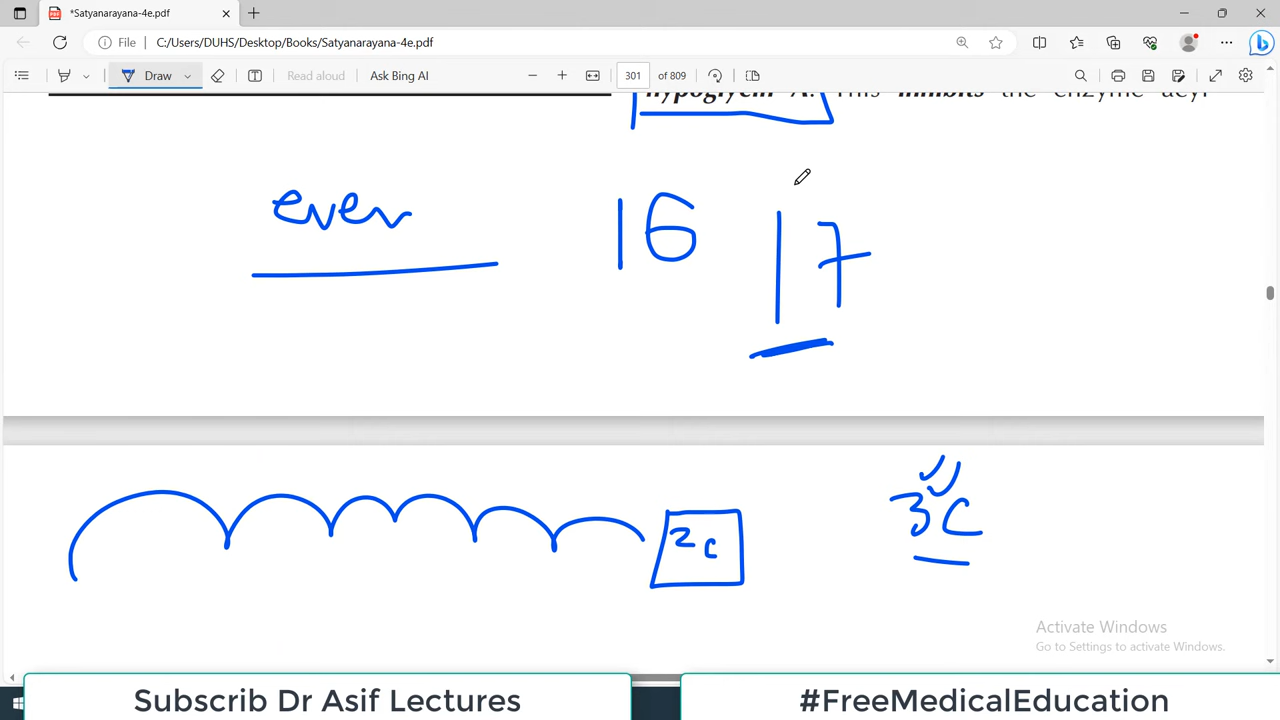 *Satyanarayana-4e.pdf
File C:/Users/DUHS/Desktop/Books/Satyanarayana-4e.pdf
Draw Read aloud Ask Bing AI 301 of 809
hypoglycin A. This inhibits the enzyme acyl
even 16 17
2c 3C
Activate Windows
Go to Settings to activate Windows.
Subscrib Dr Asif Lectures #FreeMedicalEducation